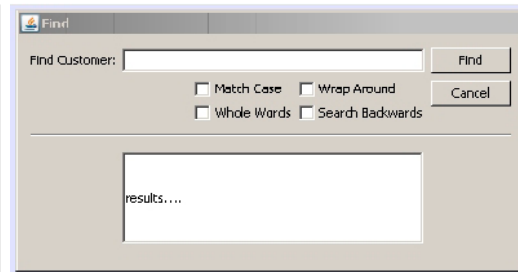 Find
Find Customer:
Find
Match Case
Wrap Around
Cancel
Whole Words
Search Backwards
results....